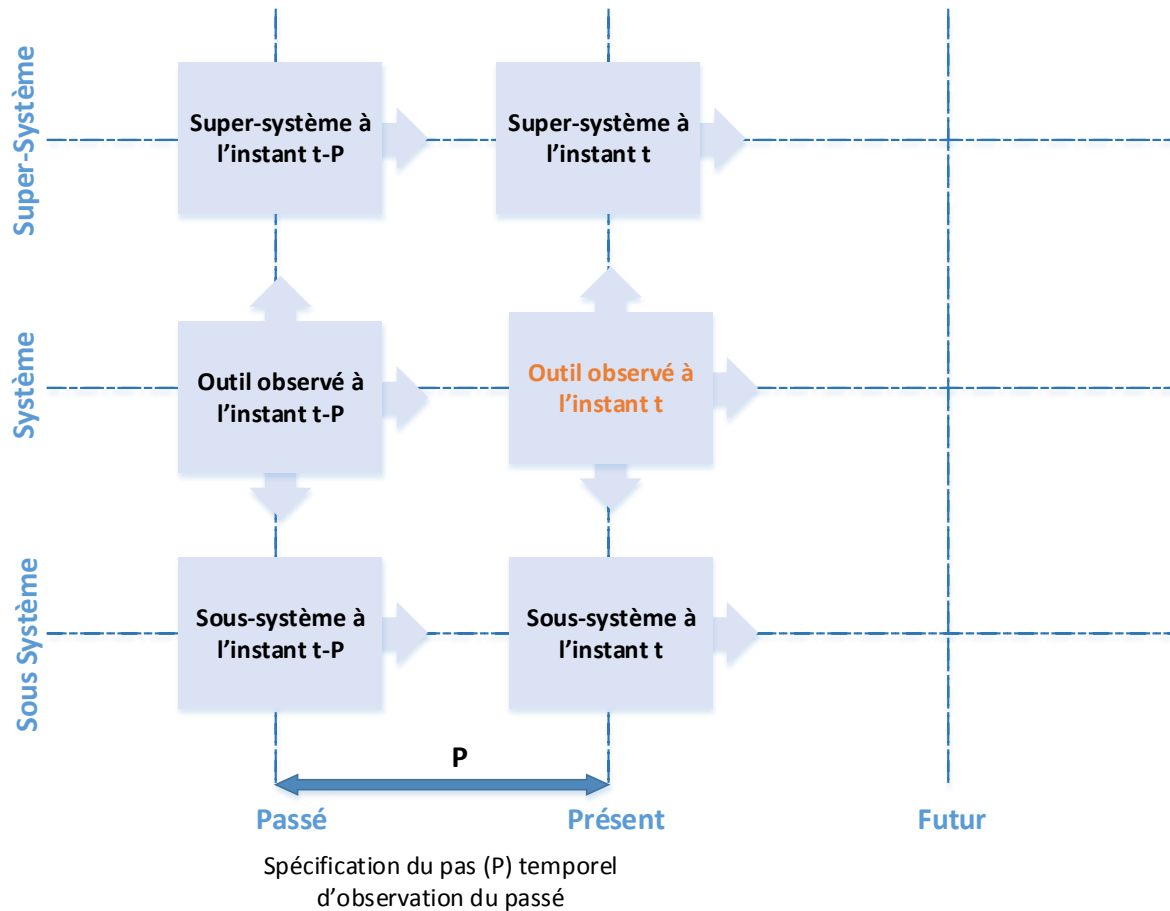 Super-Système
Super-système à
l'instant t-P
Super-système à
l'instant t
Système
Outil observé à
l'instant t-P
Outil observé à
l'instant t
Sous Système
Sous-système à
l'instant t-P
Sous-système à
l'instant t
P
Passé
Présent
Futur
Spécification du pas (P) temporel
d'observation du passé